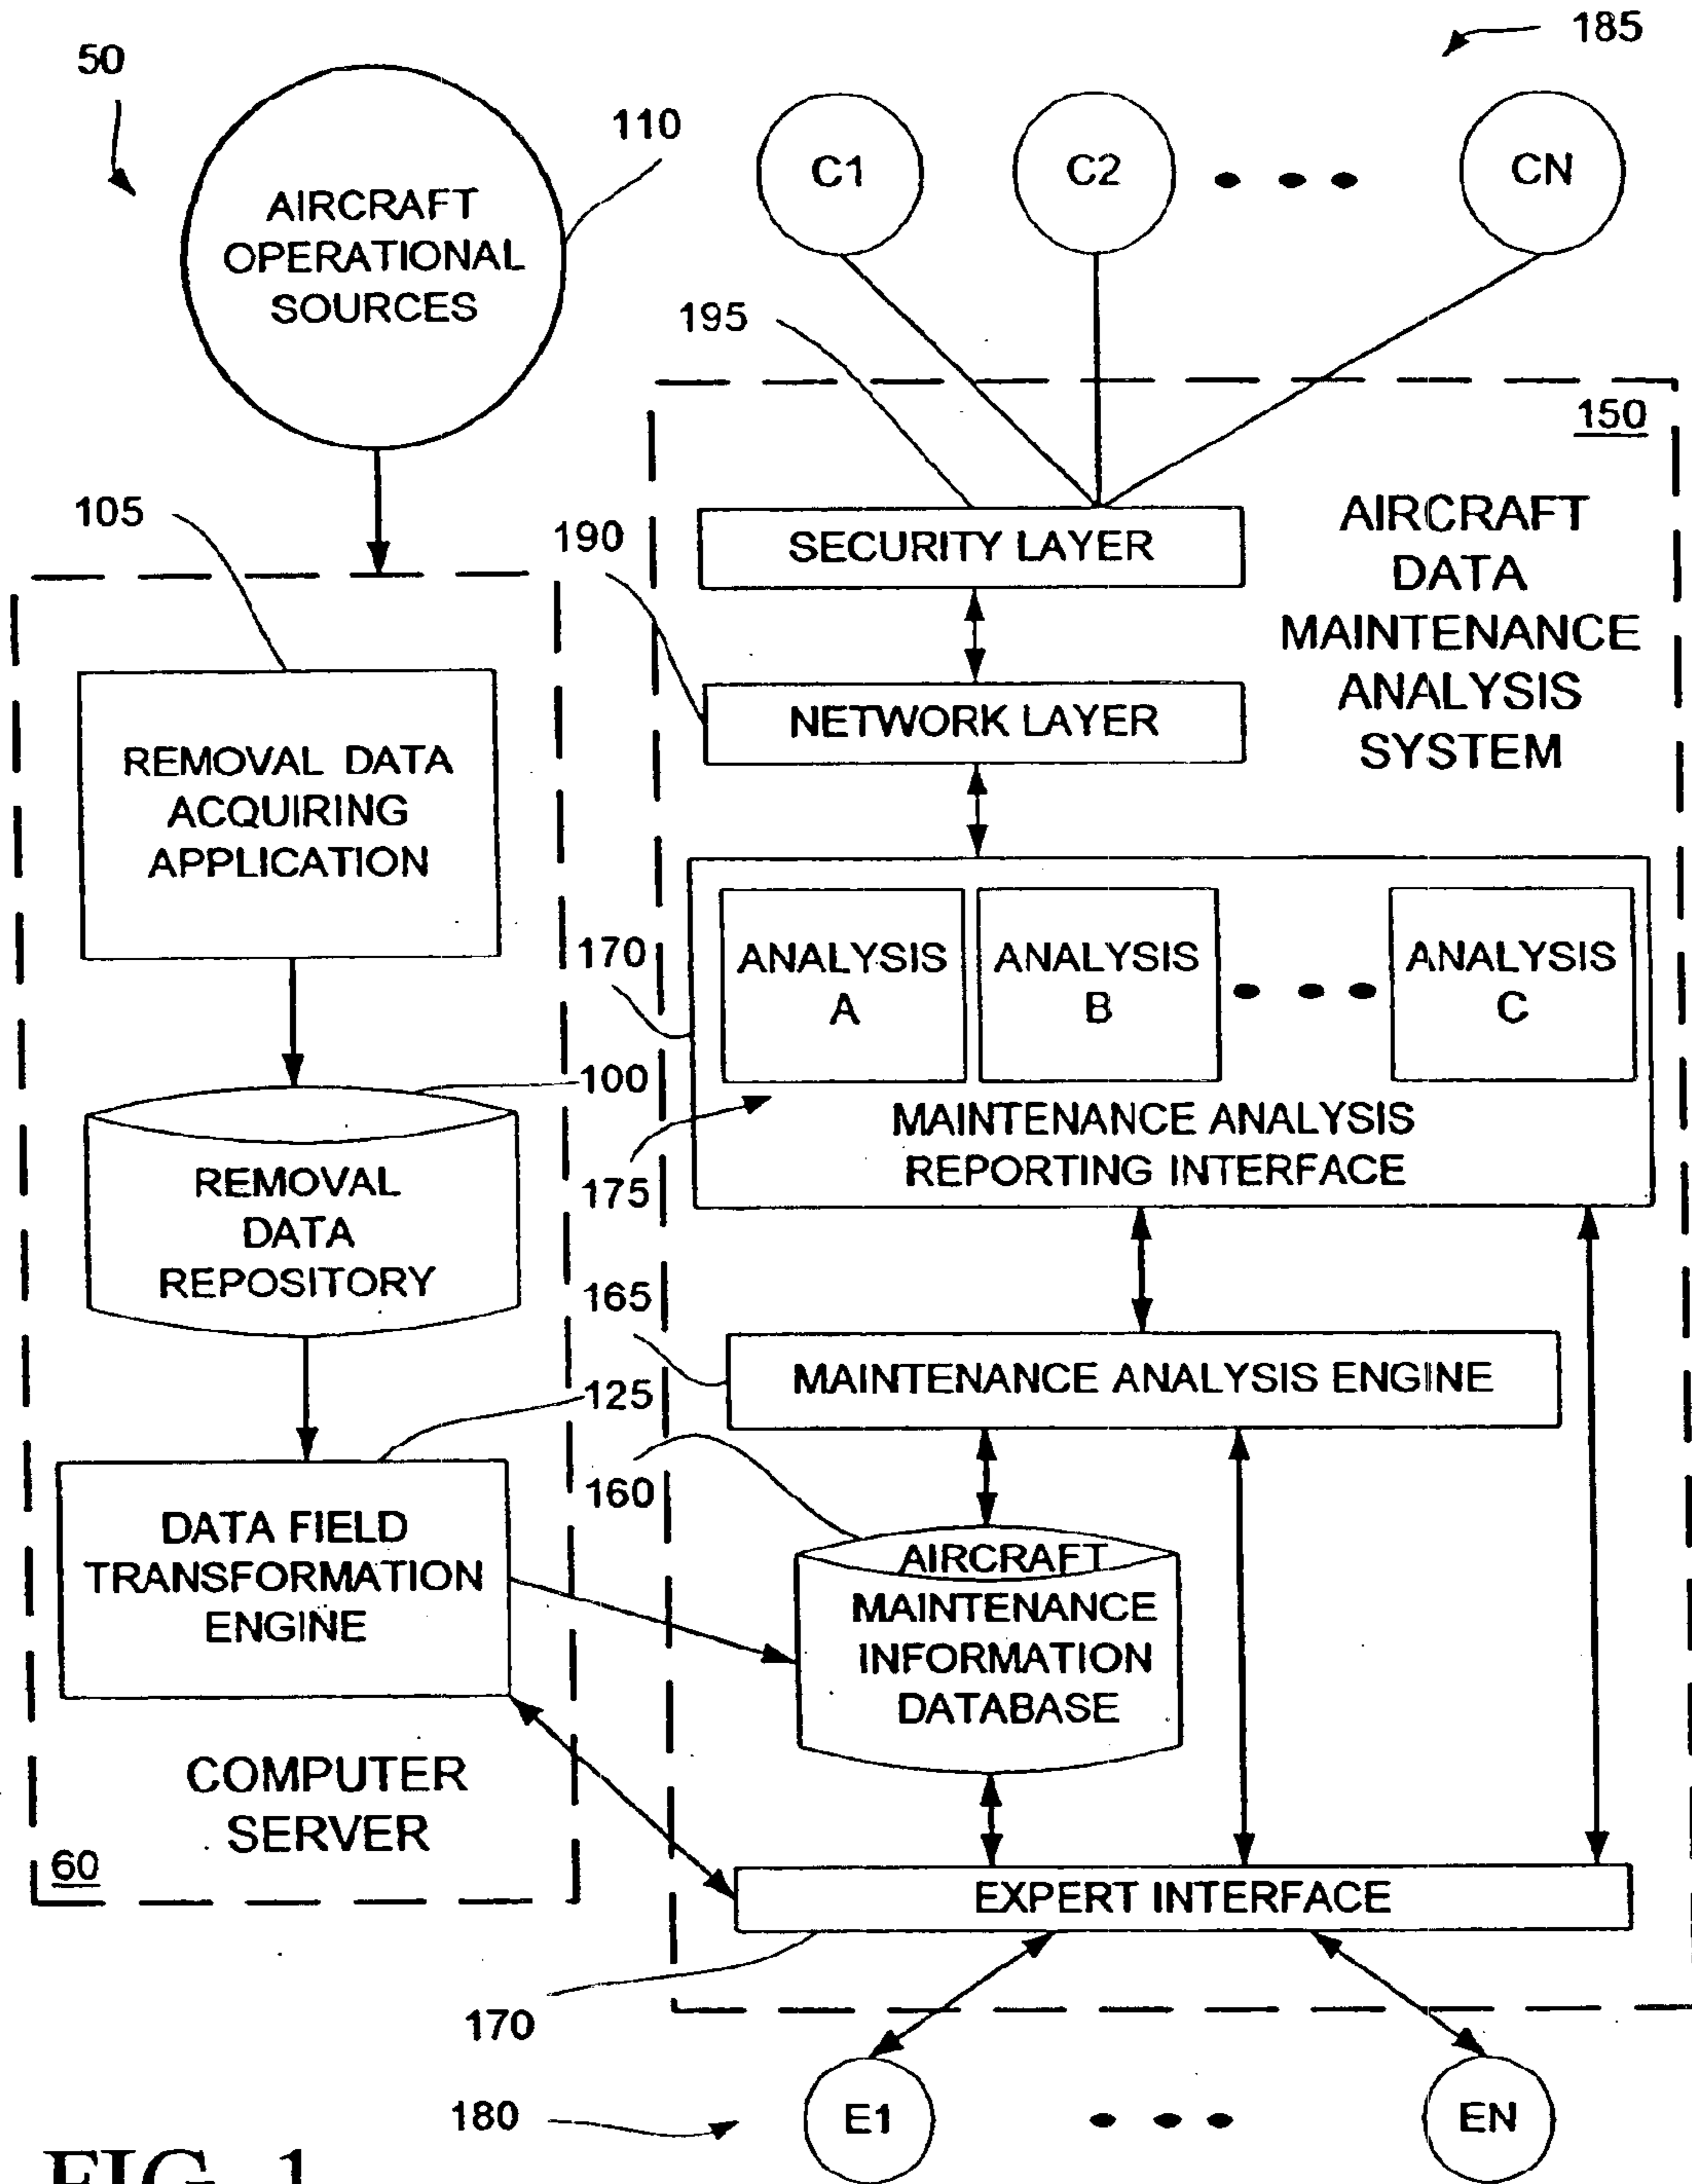 50
185
110
AIRCRAFT
OPERATIONAL
SOURCES
C1
C2
CN
195
150
105
190
SECURITY LAYER
AIRCRAFT
DATA
MAINTENANCE
ANALYSIS
SYSTEM
NETWORK LAYER
REMOVAL DATA
ACQUIRING
APPLICATION
170
ANALYSIS
A
ANALYSIS
B
ANALYSIS
C
100
MAINTENANCE ANALYSIS
REPORTING INTERFACE
175
REMOVAL
DATA
REPOSITORY
165
MAINTENANCE ANALYSIS ENGINE
125
160
DATA FIELD
TRANSFORMATION
ENGINE
AIRCRAFT
MAINTENANCE
INFORMATION
DATABASE
COMPUTER
SERVER
60
EXPERT INTERFACE
170
180
E1
EN
FIG. 1